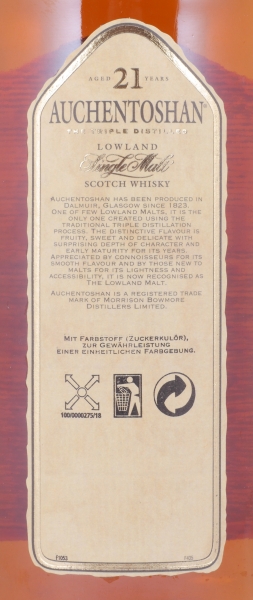 AGED 21 YEARS
AUCHENTOSHAN
THE TRIPLE DISTILLED
LOWLAND
Single Malt
SCOTCH WHISKY
AUCHENTOSHAN HAS BEEN PRODUCED IN
DALMUIR, GLASGOW SINCE 1823.
ONE OF FEW LOWLAND MALTS, IT IS THE
ONLY ONE CREATED USING THE
TRADITIONAL TRIPLE DISTILLATION
PROCESS. THE DISTINCTIVE FLAVOUR IS
FRUITY, SWEET AND DELICATE WITH
SURPRISING DEPTH OF CHARACTER AND
EARLY MATURITY FOR ITS YEARS.
APPRECIATED BY CONNOISSEURS FOR ITS
SMOOTH FLAVOUR AND BY THOSE NEW TO
MALTS FOR ITS LIGHTNESS AND
ACCESSIBILITY, IT IS NOW RECOGNISED AS
THE LOWLAND MALT.
AUCHENTOSHAN IS A REGISTERED TRADE
MARK OF MORRISON BOWMORE
DISTILLERS LIMITED.
MIT FARBSTOFF (ZUCKERKULÖR),
ZUR GEWÄHRLEISTUNG
EINER EINHEITLICHEN FARBGEBUNG.
100/0000275/18